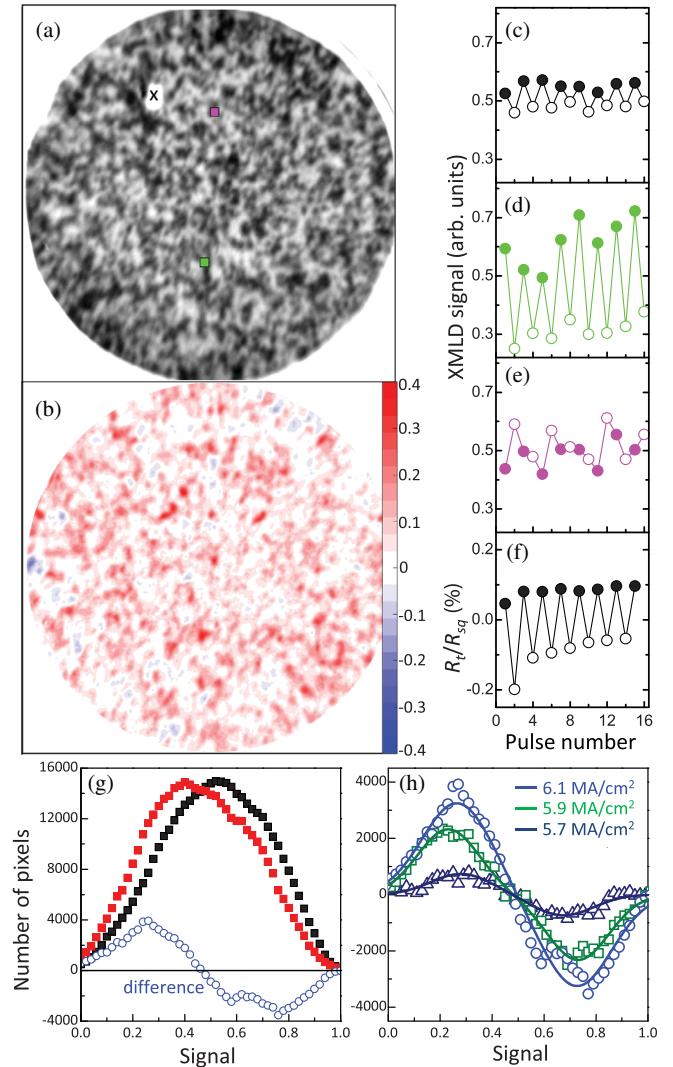 (a)
x
(b)
0.4
0.3
0.2
0.1
0
-0.1
-0.2
-0.3
-0.4
XMLD signal (arb. units)
(c)
0.7
0.5
0.3
(d)
0.7
0.5
0.3
(e)
0.7
0.5
0.3
R_t/R_sq (%)
(f)
0.2
0.0
-0.2
0 4 8 12 16
Pulse number
(g)
Number of pixels
16000
12000
8000
4000
0
-4000
difference
0.0 0.2 0.4 0.6 0.8 1.0
Signal
(h)
4000
2000
0
-2000
-4000
6.1 MA/cm²
5.9 MA/cm²
5.7 MA/cm²
0.0 0.2 0.4 0.6 0.8 1.0
Signal